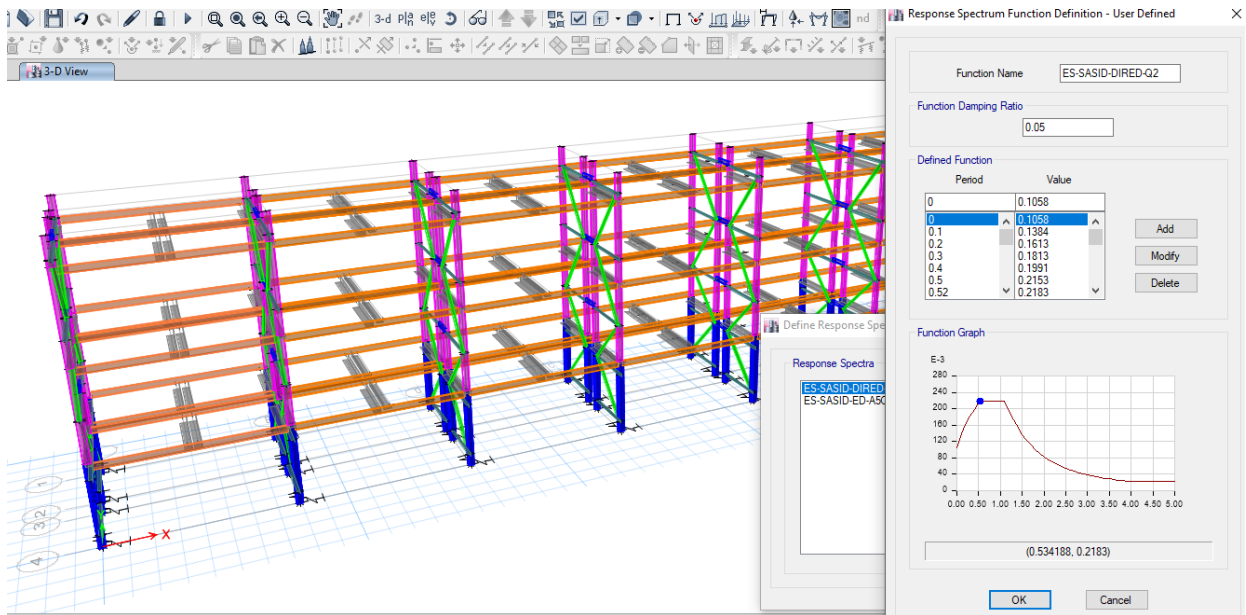 3-d
nd
3-D View
1
3.2
4
X
Define Response Spe
Response Spectra
ES-SASID-DIRED-
ES-SASID-ED-A50
Response Spectrum Function Definition - User Defined
Function Name ES-SASID-DIRED-Q2
Function Damping Ratio
0.05
Defined Function
Period Value
0 0.1058
0 0.1058
0.1 0.1384
0.2 0.1613
0.3 0.1813
0.4 0.1991
0.5 0.2153
0.52 0.2183
Add
Modify
Delete
Function Graph
E-3
280
240
200
160
120
80
40
0
0.00 0.50 1.00 1.50 2.00 2.50 3.00 3.50 4.00 4.50 5.00
(0.534188, 0.2183)
OK Cancel